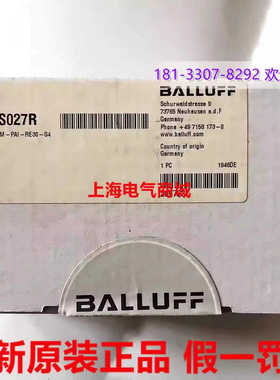 181-3307-8292 欢
BALLUFF
Schurwaldstrasse 9
73765 Neuhausen a.d.F
Germany
Phone +49 7158 173-0
www.balluff.com
S027R
M-PAI-RE30-S4
Country of origin
Germany
1 PC
1846DE
上海电气商城
BALLUFF
新原装正品 假一罚